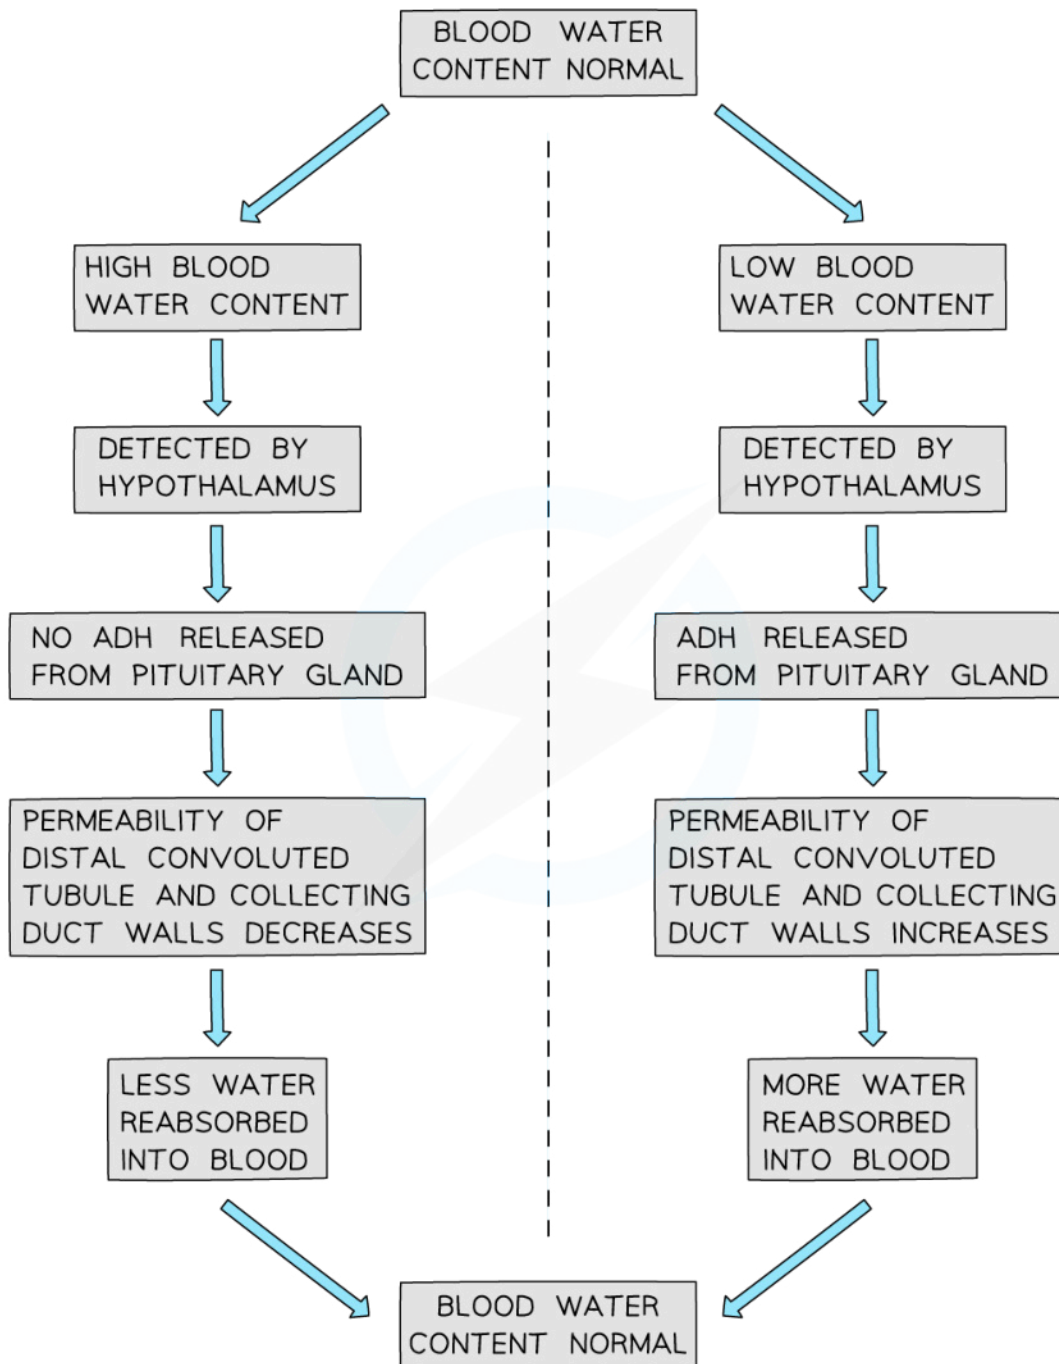 BLOOD WATER
CONTENT NORMAL
HIGH BLOOD
WATER CONTENT
DETECTED BY
HYPOTHALAMUS
NO ADH RELEASED
FROM PITUITARY GLAND
PERMEABILITY OF
DISTAL CONVOLUTED
TUBULE AND COLLECTING
DUCT WALLS DECREASES
LESS WATER
REABSORBED
INTO BLOOD
LOW BLOOD
WATER CONTENT
DETECTED BY
HYPOTHALAMUS
ADH RELEASED
FROM PITUITARY GLAND
PERMEABILITY OF
DISTAL CONVOLUTED
TUBULE AND COLLECTING
DUCT WALLS INCREASES
MORE WATER
REABSORBED
INTO BLOOD
BLOOD WATER
CONTENT NORMAL